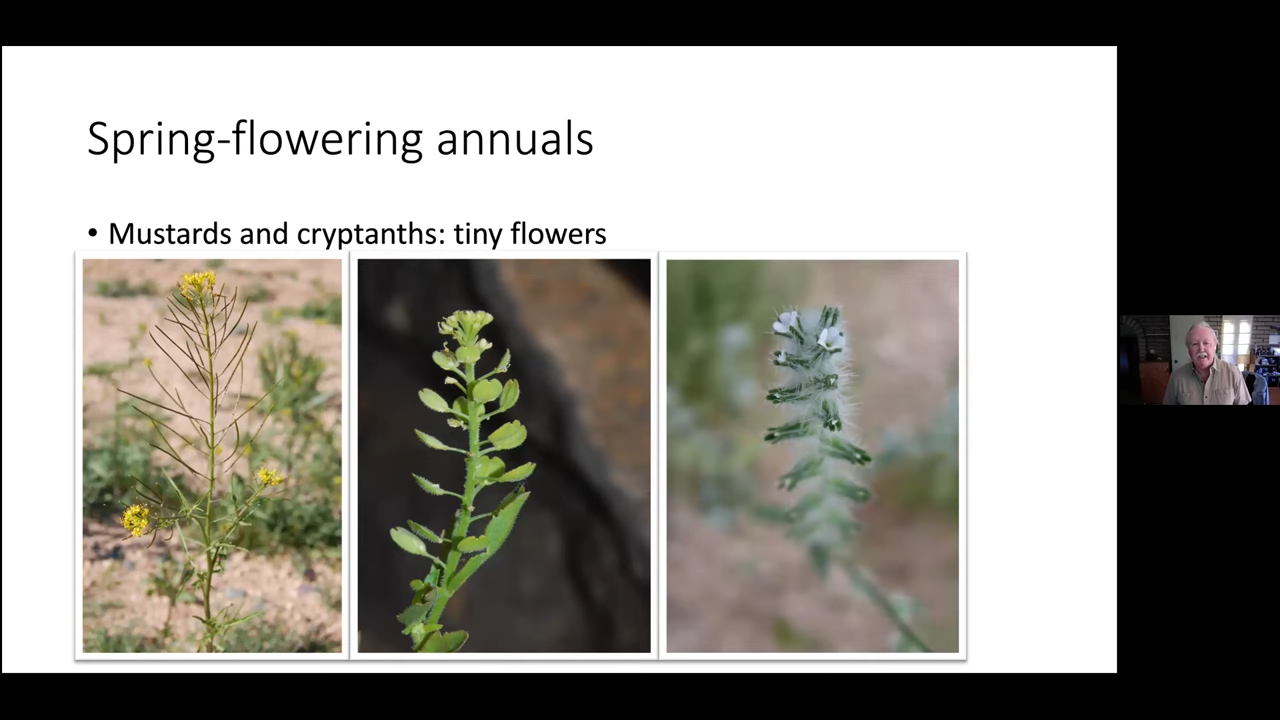 Spring-flowering annuals
• Mustards and cryptanths: tiny flowers